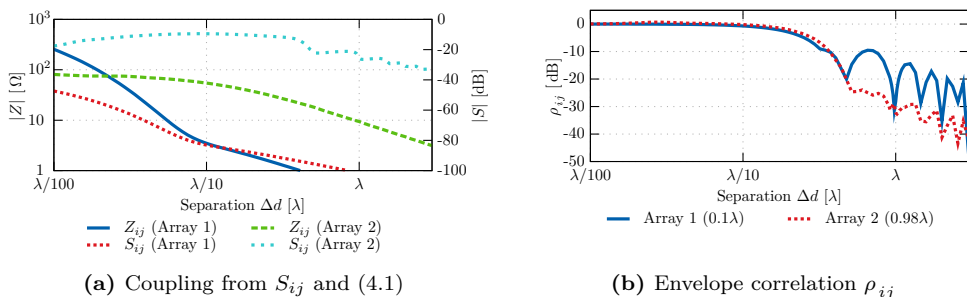 10³
10²
10
1
|Z| [Ω]
0
-20
-40
-60
-80
-100
|S| [dB]
λ/100
λ/10
λ
Separation Δd [λ]
Z_ij (Array 1)
S_ij (Array 1)
Z_ij (Array 2)
S_ij (Array 2)
(a) Coupling from S_ij and (4.1)
0
-10
-20
-30
-40
-50
ρ_ij [dB]
λ/100
λ/10
λ
Separation Δd [λ]
Array 1 (0.1λ)
Array 2 (0.98λ)
(b) Envelope correlation ρ_ij